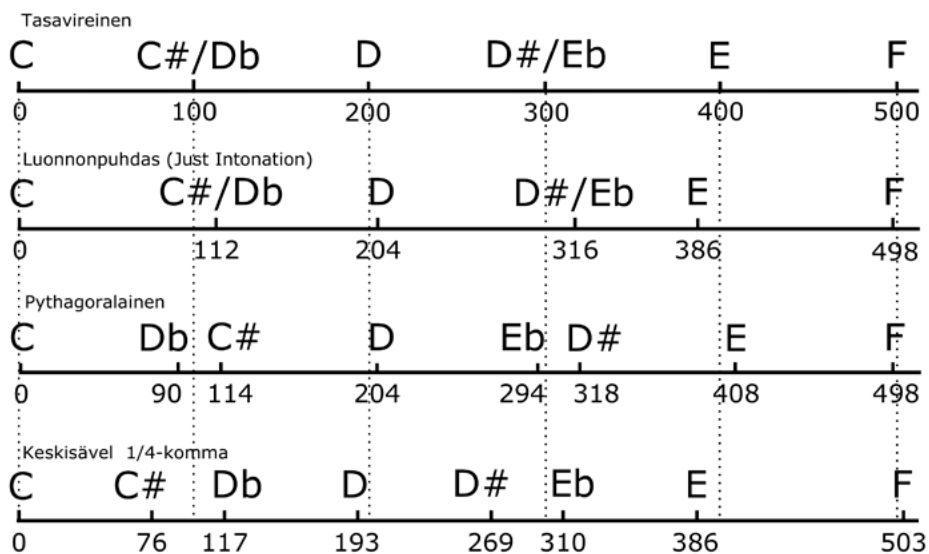 Tasavireinen
C C#/Db D D#/Eb E F
0 100 200 300 400 500
Luonnonpuhdas (Just Intonation)
C C#/Db D D#/Eb E F
0 112 204 316 386 498
Pythagoralainen
C Db C# D Eb D# E F
0 90 114 204 294 318 408 498
Keskisävel 1/4-komma
C C# Db D D# Eb E F
0 76 117 193 269 310 386 503